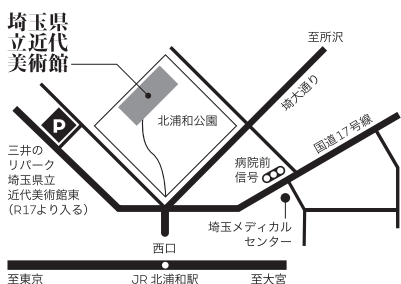 埼玉県
立近代
美術館
至所沢
埼大通り
北浦和公園
国道17号線
P
病院前
信号
三井の
リパーク
埼玉県立
近代美術館東
（R17より入る）
埼玉メディカル
センター
西口
至東京
JR 北浦和駅
至大宮